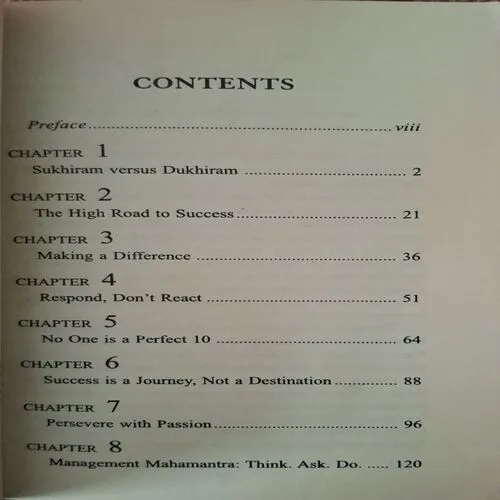 CONTENTS
Preface.......................................................... viii
CHAPTER 1
Sukhiram versus Dukhiram ............................... 2
CHAPTER 2
The High Road to Success............................... 21
CHAPTER 3
Making a Difference ....................................... 36
CHAPTER 4
Respond, Don't React ..................................... 51
CHAPTER 5
No One is a Perfect 10 .................................... 64
CHAPTER 6
Success is a Journey, Not a Destination............ 88
CHAPTER 7
Persevere with Passion................................... 96
CHAPTER 8
Management Mahamantra: Think. Ask. Do. ..... 120